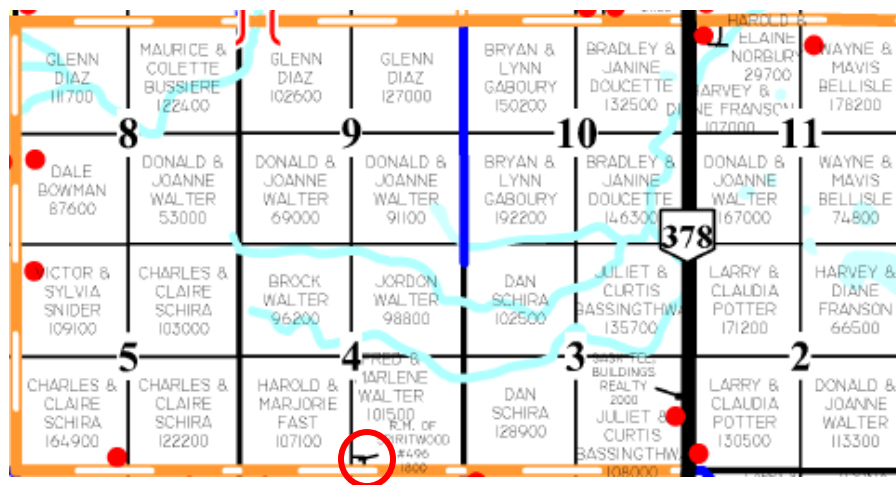 GLENN
DIAZ
111700
MAURICE &
COLETTE
BUSSIERE
122400
GLENN
DIAZ
102600
GLENN
DIAZ
127000
BRYAN &
LYNN
GABOURY
150200
BRADLEY &
JANINE
DOUCETTE
132500
HAROLD &
ELAINE
NORBURY
29700
HARVEY &
DIANE FRANSON
107000
WAYNE &
MAVIS
BELLISLE
178200
8
9
10
11
DALE
BOWMAN
87600
DONALD &
JOANNE
WALTER
53000
DONALD &
JOANNE
WALTER
69000
DONALD &
JOANNE
WALTER
91100
BRYAN &
LYNN
GABOURY
192200
BRADLEY &
JANINE
DOUCETTE
146300
DONALD &
JOANNE
WALTER
167000
WAYNE &
MAVIS
BELLISLE
74800
378
VICTOR &
SYLVIA
SNIDER
109100
CHARLES &
CLAIRE
SCHIRA
103000
BROCK
WALTER
96200
JORDON
WALTER
98800
DAN
SCHIRA
102500
JULIET &
CURTIS
BASSINGTHWA
135700
LARRY &
CLAUDIA
POTTER
171200
HARVEY &
DIANE
FRANSON
66500
5
4
3
2
CHARLES &
CLAIRE
SCHIRA
164900
CHARLES &
CLAIRE
SCHIRA
122200
HAROLD &
MARJORIE
FAST
107100
FRED &
MARLENE
WALTER
101500
R.M. OF
#496
1800
DAN
SCHIRA
128900
SASK TEL
BUILDINGS
REALTY
2000
JULIET &
CURTIS
BASSINGTHWA
108000
LARRY &
CLAUDIA
POTTER
130500
DONALD &
JOANNE
WALTER
113300